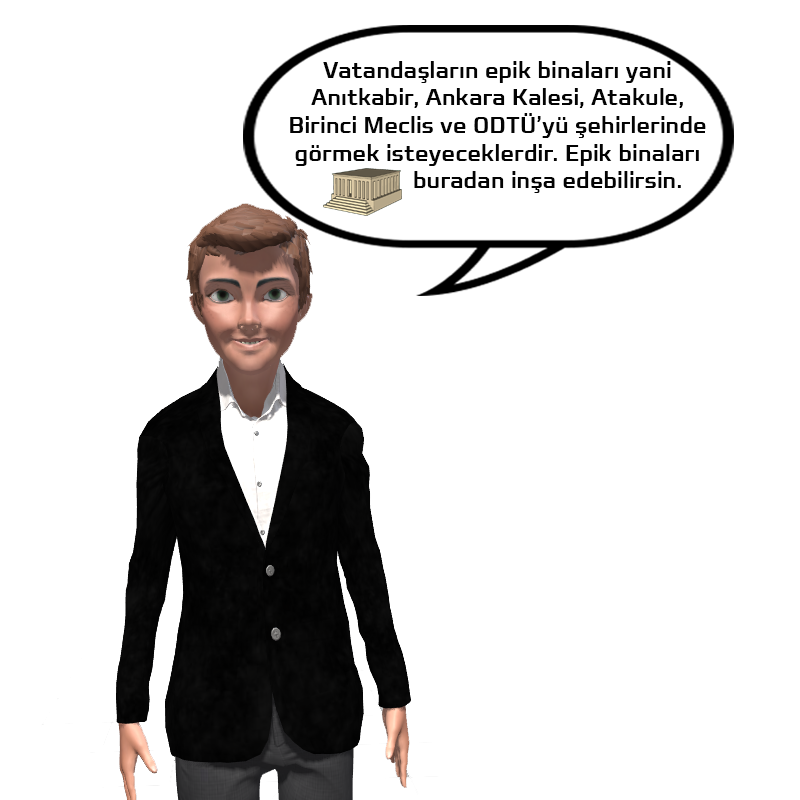 Vatandaşların epik binaları yani
Anıtkabir, Ankara Kalesi, Atakule,
Birinci Meclis ve ODTÜ'yü şehirlerinde
görmek isteyeceklerdir. Epik binaları
buradan inşa edebilirsin.